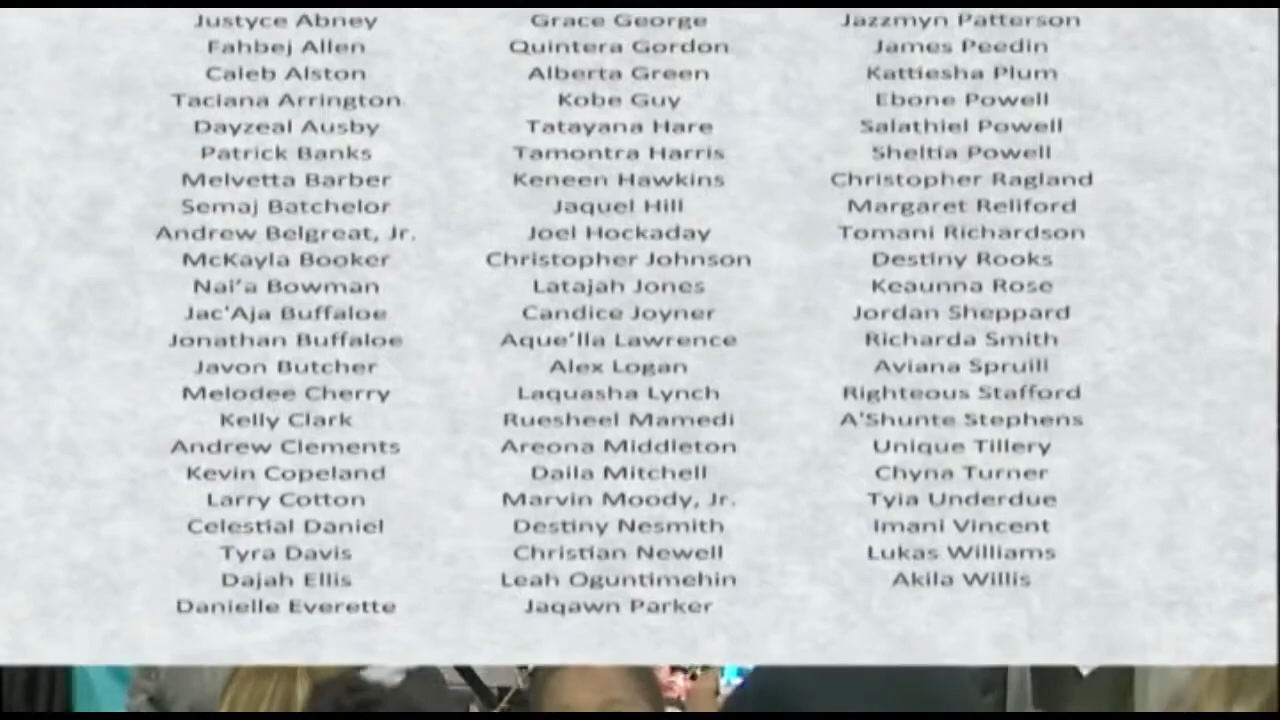 Justyce Abney
Fahbej Allen
Caleb Alston
Taciana Arrington
Dayzeal Ausby
Patrick Banks
Melvetta Barber
Semaj Batchelor
Andrew Belgreat, Jr.
McKayla Booker
Nai'a Bowman
Jac'Aja Buffaloe
Jonathan Buffaloe
Javon Butcher
Melodee Cherry
Kelly Clark
Andrew Clements
Kevin Copeland
Larry Cotton
Celestial Daniel
Tyra Davis
Dajah Ellis
Danielle Everette
Grace George
Quintera Gordon
Alberta Green
Kobe Guy
Tatayana Hare
Tamontra Harris
Keneen Hawkins
Jaquel Hill
Joel Hockaday
Christopher Johnson
Latajah Jones
Candice Joyner
Aque'lla Lawrence
Alex Logan
Laquasha Lynch
Ruesheel Mamedi
Areona Middleton
Daila Mitchell
Marvin Moody, Jr.
Destiny Nesmith
Christian Newell
Leah Oguntimehin
Jaqawn Parker
Jazzmyn Patterson
James Peedin
Kattiesha Plum
Ebone Powell
Salathiel Powell
Sheltia Powell
Christopher Ragland
Margaret Reliford
Tomani Richardson
Destiny Rooks
Keaunna Rose
Jordan Sheppard
Richarda Smith
Aviana Spruill
Righteous Stafford
A'Shunte Stephens
Unique Tillery
Chyna Turner
Tyia Underdue
Imani Vincent
Lukas Williams
Akila Willis